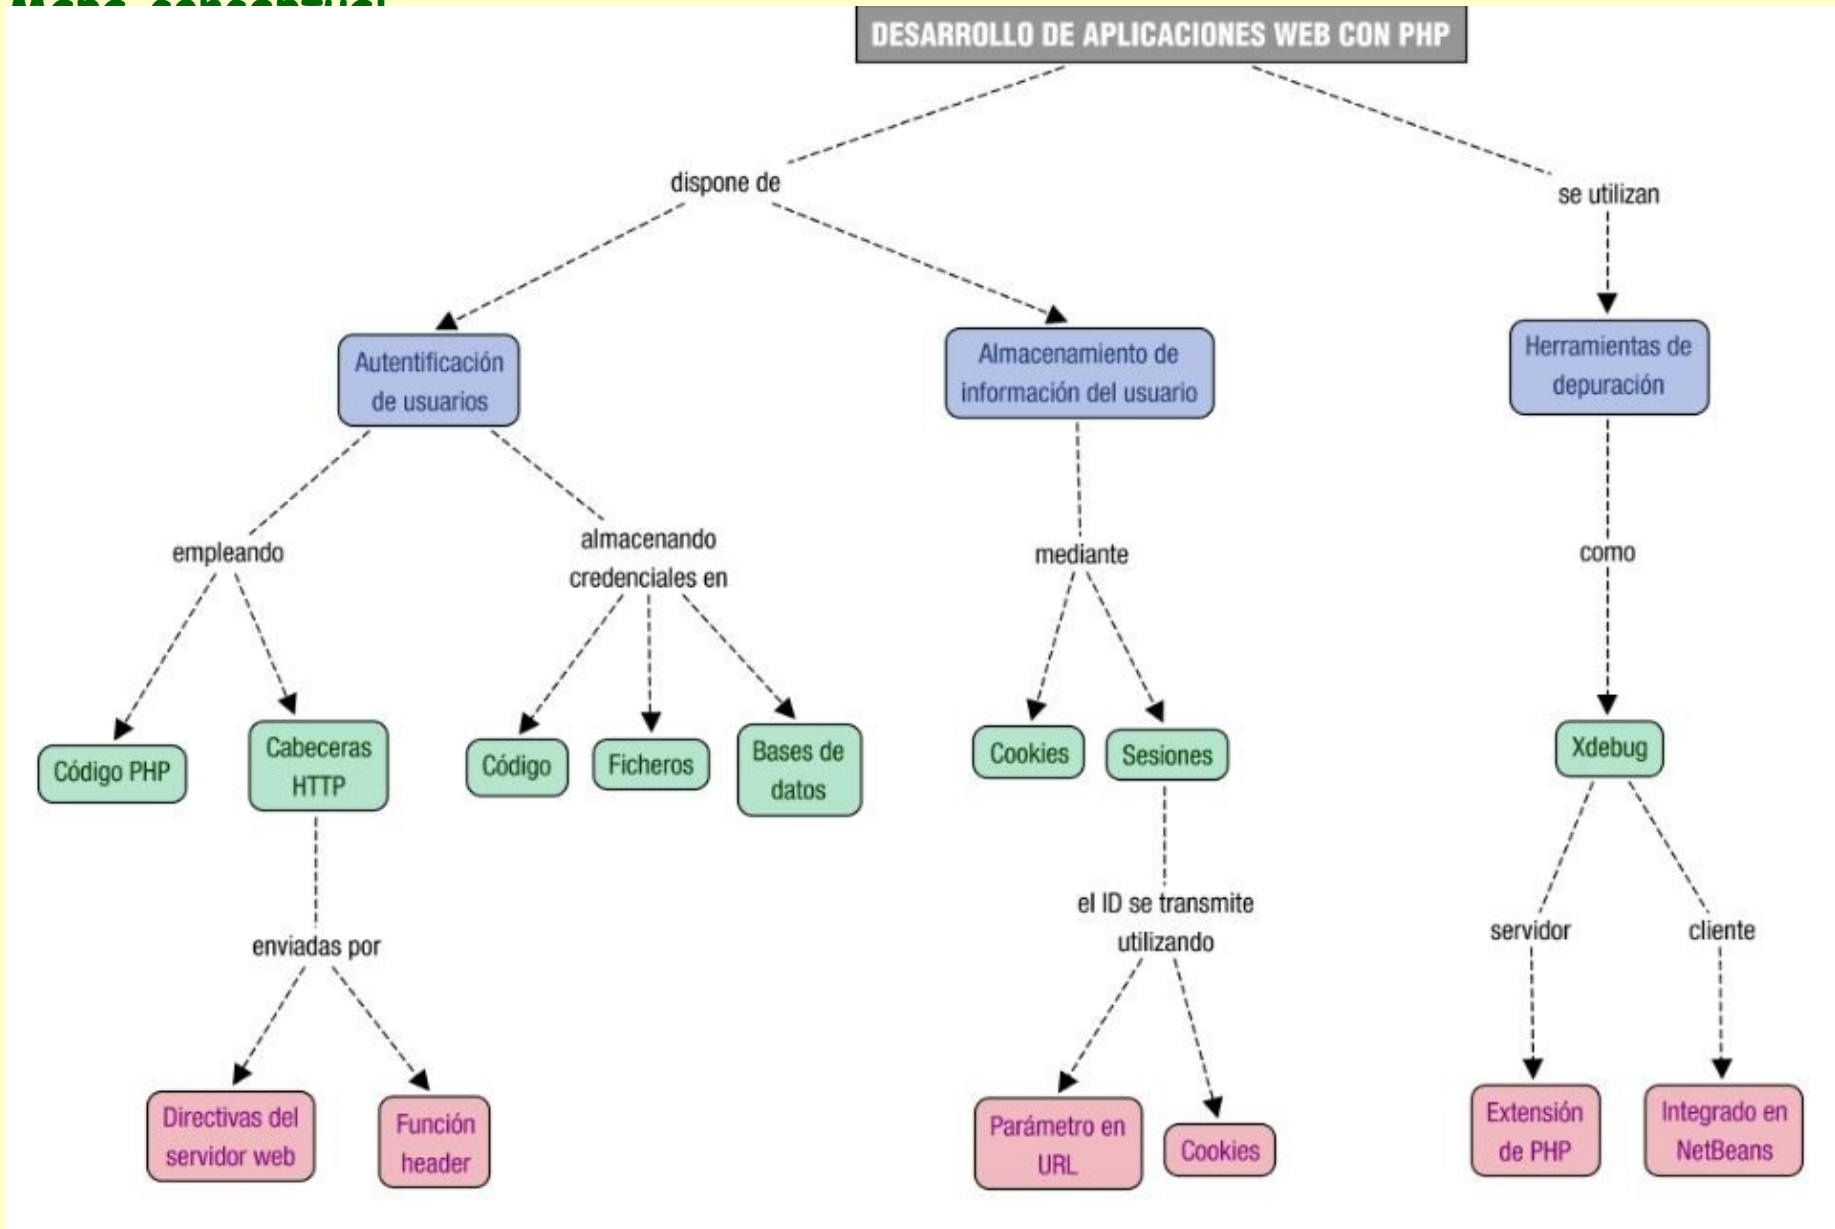 Mapa conceptual
DESARROLLO DE APLICACIONES WEB CON PHP
dispone de
se utilizan
Autentificación
de usuarios
Almacenamiento de
información del usuario
Herramientas de
depuración
empleando
almacenando
credenciales en
mediante
como
Código PHP
Cabeceras
HTTP
Código
Ficheros
Bases de
datos
Cookies
Sesiones
Xdebug
enviadas por
el ID se transmite
utilizando
servidor
cliente
Directivas del
servidor web
Función
header
Parámetro en
URL
Cookies
Extensión
de PHP
Integrado en
NetBeans